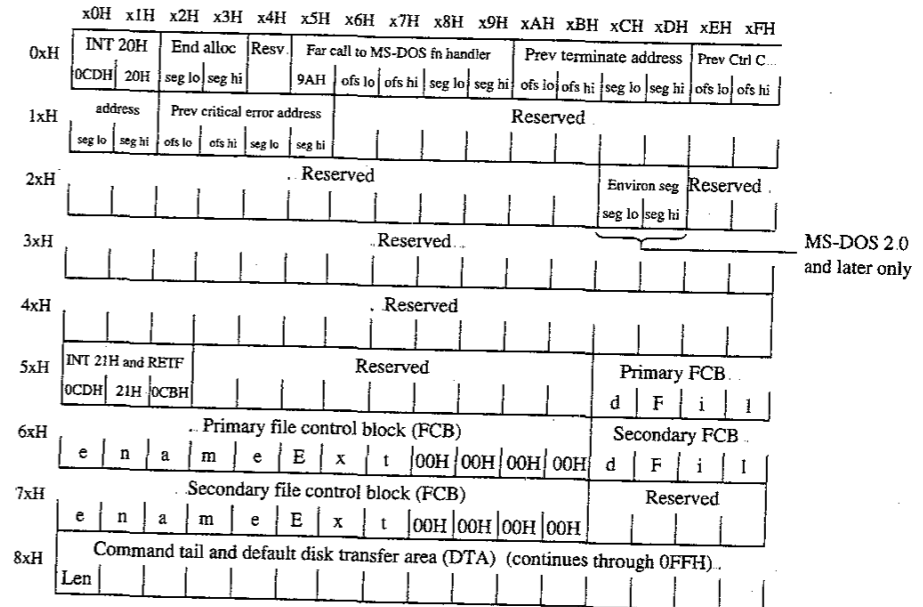 x0H x1H x2H x3H x4H x5H x6H x7H x8H x9H xAH xBH xCH xDH xEH xFH
0xH
INT 20H End alloc Resv. Far call to MS-DOS fn handler Prev terminate address Prev Ctrl C...
0CDH 20H seg lo seg hi 9AH ofs lo ofs hi seg lo seg hi ofs lo ofs hi seg lo seg hi ofs lo ofs hi
1xH
address Prev critical error address Reserved
seg lo seg hi ofs lo ofs hi seg lo seg hi
2xH
Reserved Environ seg Reserved
seg lo seg hi
MS-DOS 2.0
and later only
3xH
Reserved
4xH
Reserved
5xH
INT 21H and RETF Reserved Primary FCB
0CDH 21H 0CBH d F i l
6xH
Primary file control block (FCB) Secondary FCB
e n a m e E x t 00H 00H 00H 00H d F i l
7xH
Secondary file control block (FCB) Reserved
e n a m e E x t 00H 00H 00H 00H
8xH
Command tail and default disk transfer area (DTA) (continues through 0FFH)
Len